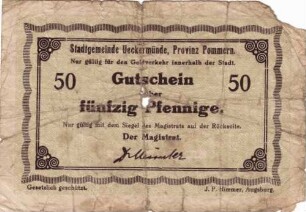 Stadtgemeinde Ueckermünde, Provinz Pommern.
Nur gültig für den Geldverkehr innerhalb der Stadt.
50 Gutschein 50
über
fünfzig Pfennige.
Nur gültig mit dem Siegel des Magistrats auf der Rückseite.
Der Magistrat.
Gesetzlich geschützt. J. P. Himmer, Augsburg.